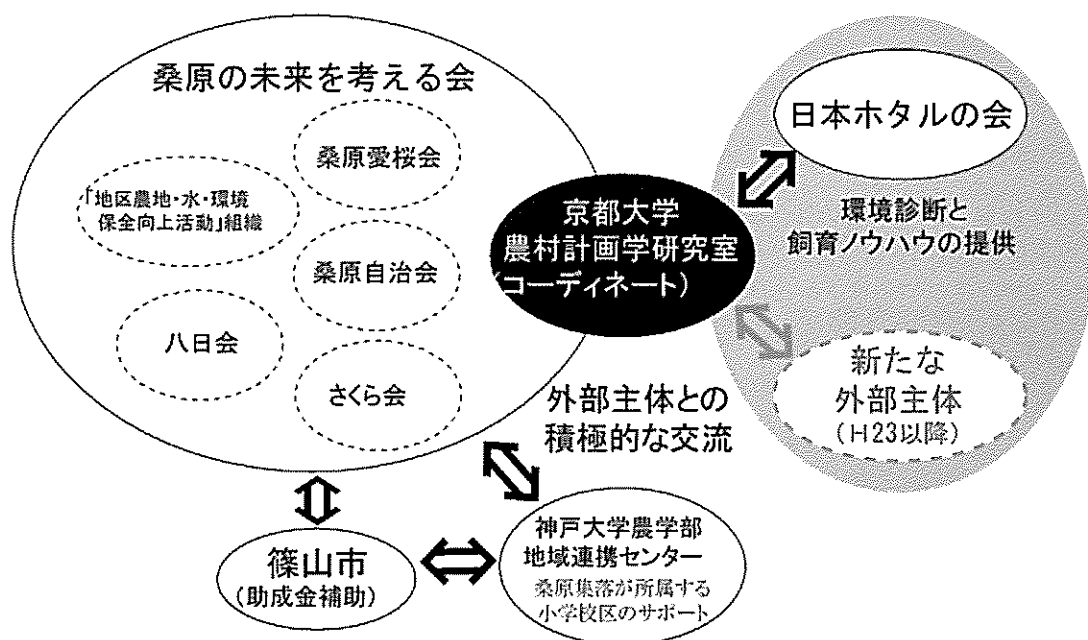 桑原の未来を考える会
桑原愛桜会
「地区農地・水・環境
保全向上活動」組織
桑原自治会
八日会
さくら会
京都大学
農村計画学研究室
(コーディネート)
日本ホタルの会
環境診断と
飼育ノウハウの提供
新たな
外部主体
(H23以降)
外部主体との
積極的な交流
篠山市
(助成金補助)
神戸大学農学部
地域連携センター
桑原集落が所属する
小学校区のサポート